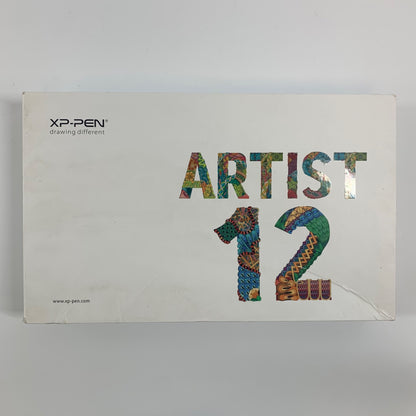 XP-PEN®
drawing different
ARTIST
12
www.xp-pen.com